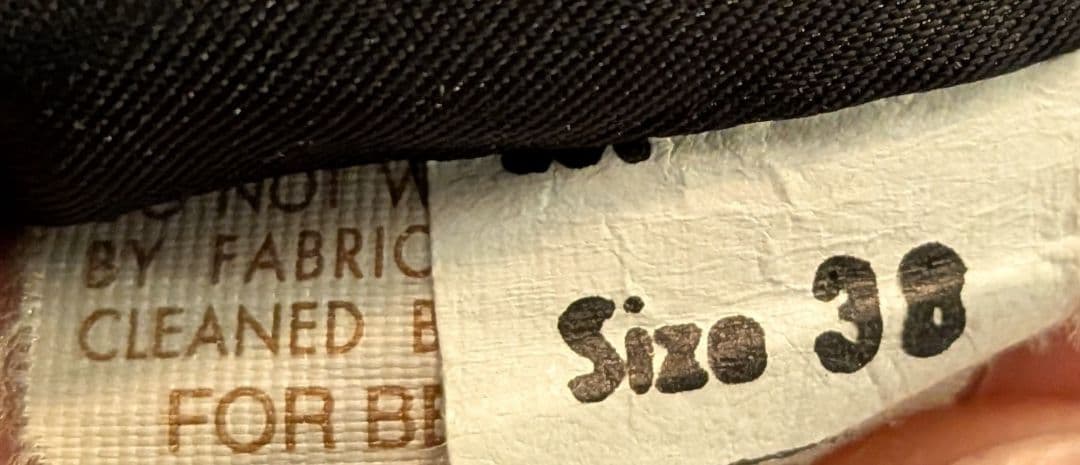 NOT
BY FABRIC
CLEANED
FOR
Size 38